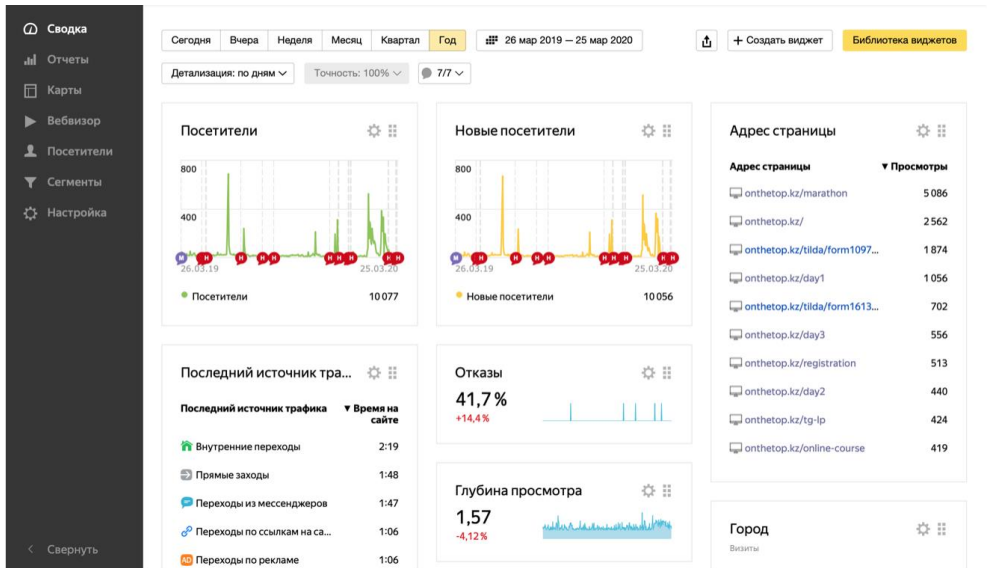 Сводка
Отчеты
Карты
Вебвизор
Посетители
Сегменты
Настройка
Свернуть
Сегодня Вчера Неделя Месяц Квартал Год 26 мар 2019 — 25 мар 2020 + Создать виджет Библиотека виджетов
Детализация: по дням Точность: 100% 7/7
Посетители
800
400
26.03.19 25.03.20
Посетители 10 077
Новые посетители
800
400
26.03.19 25.03.20
Новые посетители 10 056
Адрес страницы
Адрес страницы ▼ Просмотры
onthetop.kz/marathon 5 086
onthetop.kz/ 2 562
onthetop.kz/tilda/form1097... 1 874
onthetop.kz/day1 1 056
onthetop.kz/tilda/form1613... 702
onthetop.kz/day3 556
onthetop.kz/registration 513
onthetop.kz/day2 440
onthetop.kz/tg-lp 424
onthetop.kz/online-course 419
Последний источник тра...
Последний источник трафика ▼ Время на
сайте
Внутренние переходы 2:19
Прямые заходы 1:48
Переходы из мессенджеров 1:47
Переходы по ссылкам на са... 1:06
AD Переходы по рекламе 1:06
Отказы
41,7 %
+14,4 %
Глубина просмотра
1,57
-4,12 %
Город
Визиты